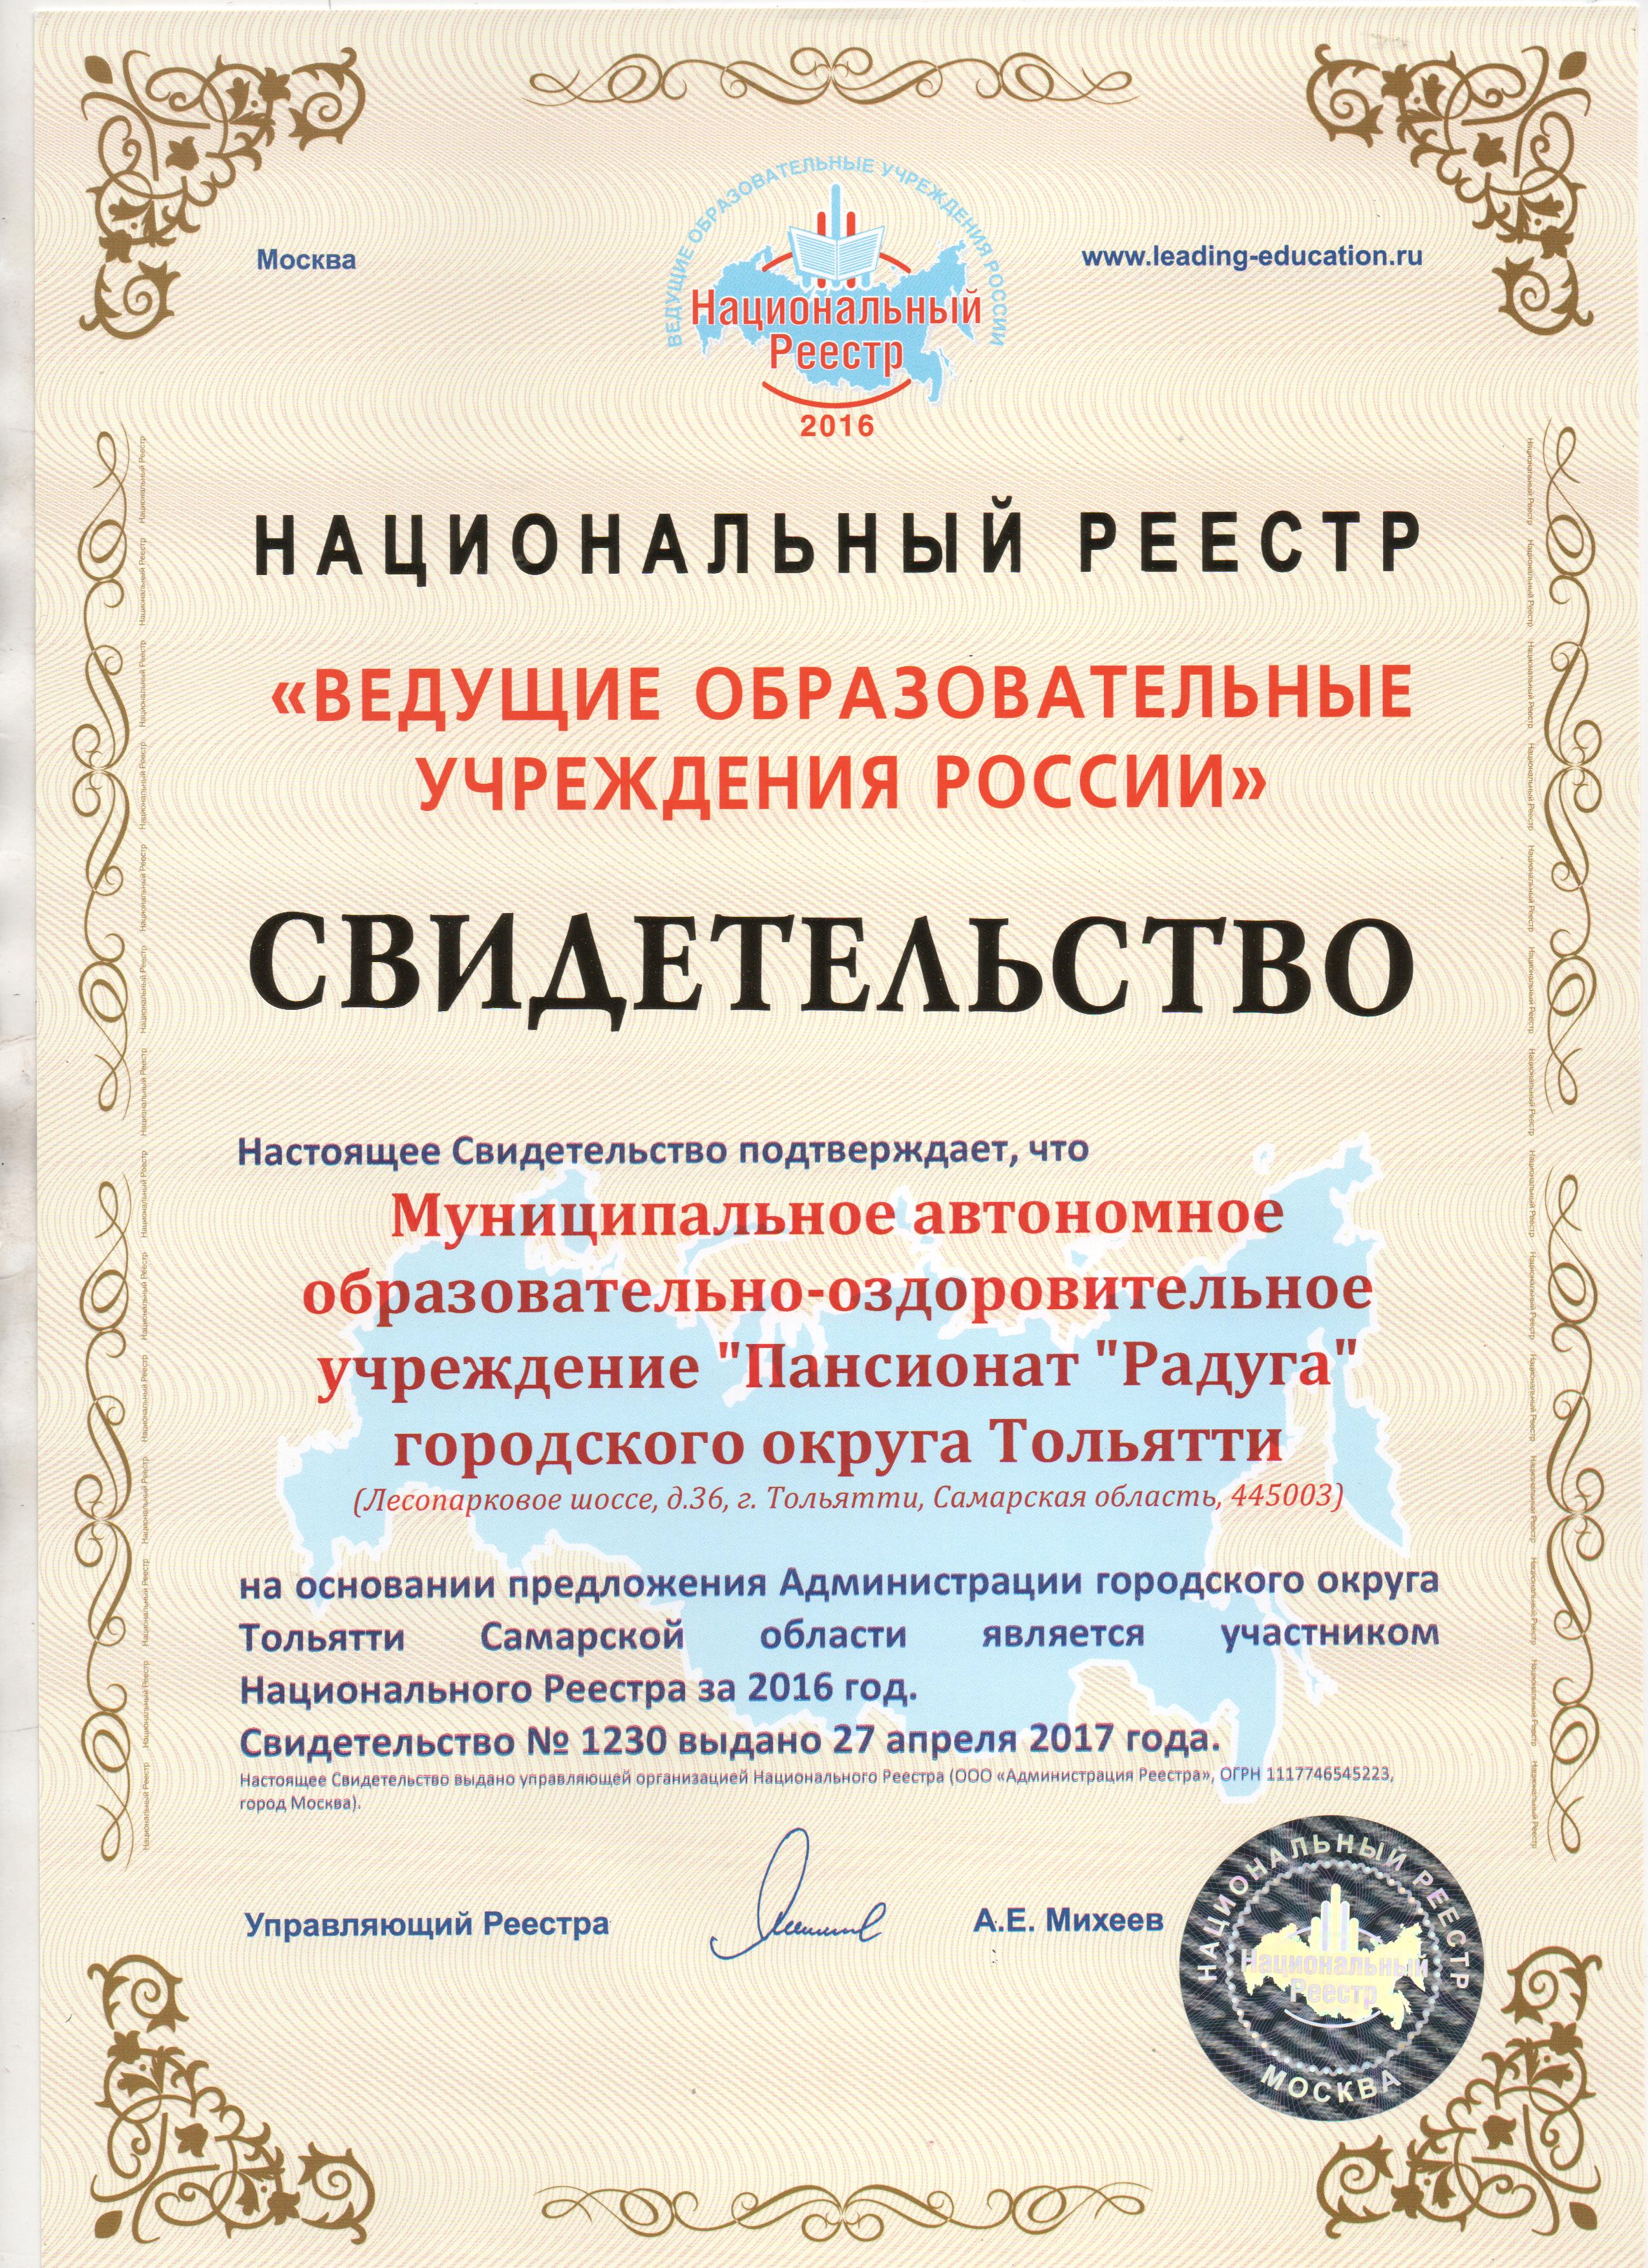 Москва
www.leading-education.ru
ВЕДУЩИЕ ОБРАЗОВАТЕЛЬНЫЕ УЧРЕЖДЕНИЯ РОССИИ
Национальный
Реестр
2016
НАЦИОНАЛЬНЫЙ РЕЕСТР
«ВЕДУЩИЕ ОБРАЗОВАТЕЛЬНЫЕ
УЧРЕЖДЕНИЯ РОССИИ»
СВИДЕТЕЛЬСТВО
Настоящее Свидетельство подтверждает, что
Муниципальное автономное
образовательно-оздоровительное
учреждение "Пансионат "Радуга"
городского округа Тольятти
(Лесопарковое шоссе, д.36, г. Тольятти, Самарская область, 445003)
на основании предложения Администрации городского округа
Тольятти Самарской области является участником
Национального Реестра за 2016 год.
Свидетельство № 1230 выдано 27 апреля 2017 года.
Настоящее Свидетельство выдано управляющей организацией Национального Реестра (ООО «Администрация Реестра», ОГРН 1117746545223,
город Москва).
Управляющий Реестра
А.Е. Михеев
НАЦИОНАЛЬНЫЙ РЕЕСТР
Национальный
Реестр
МОСКВА